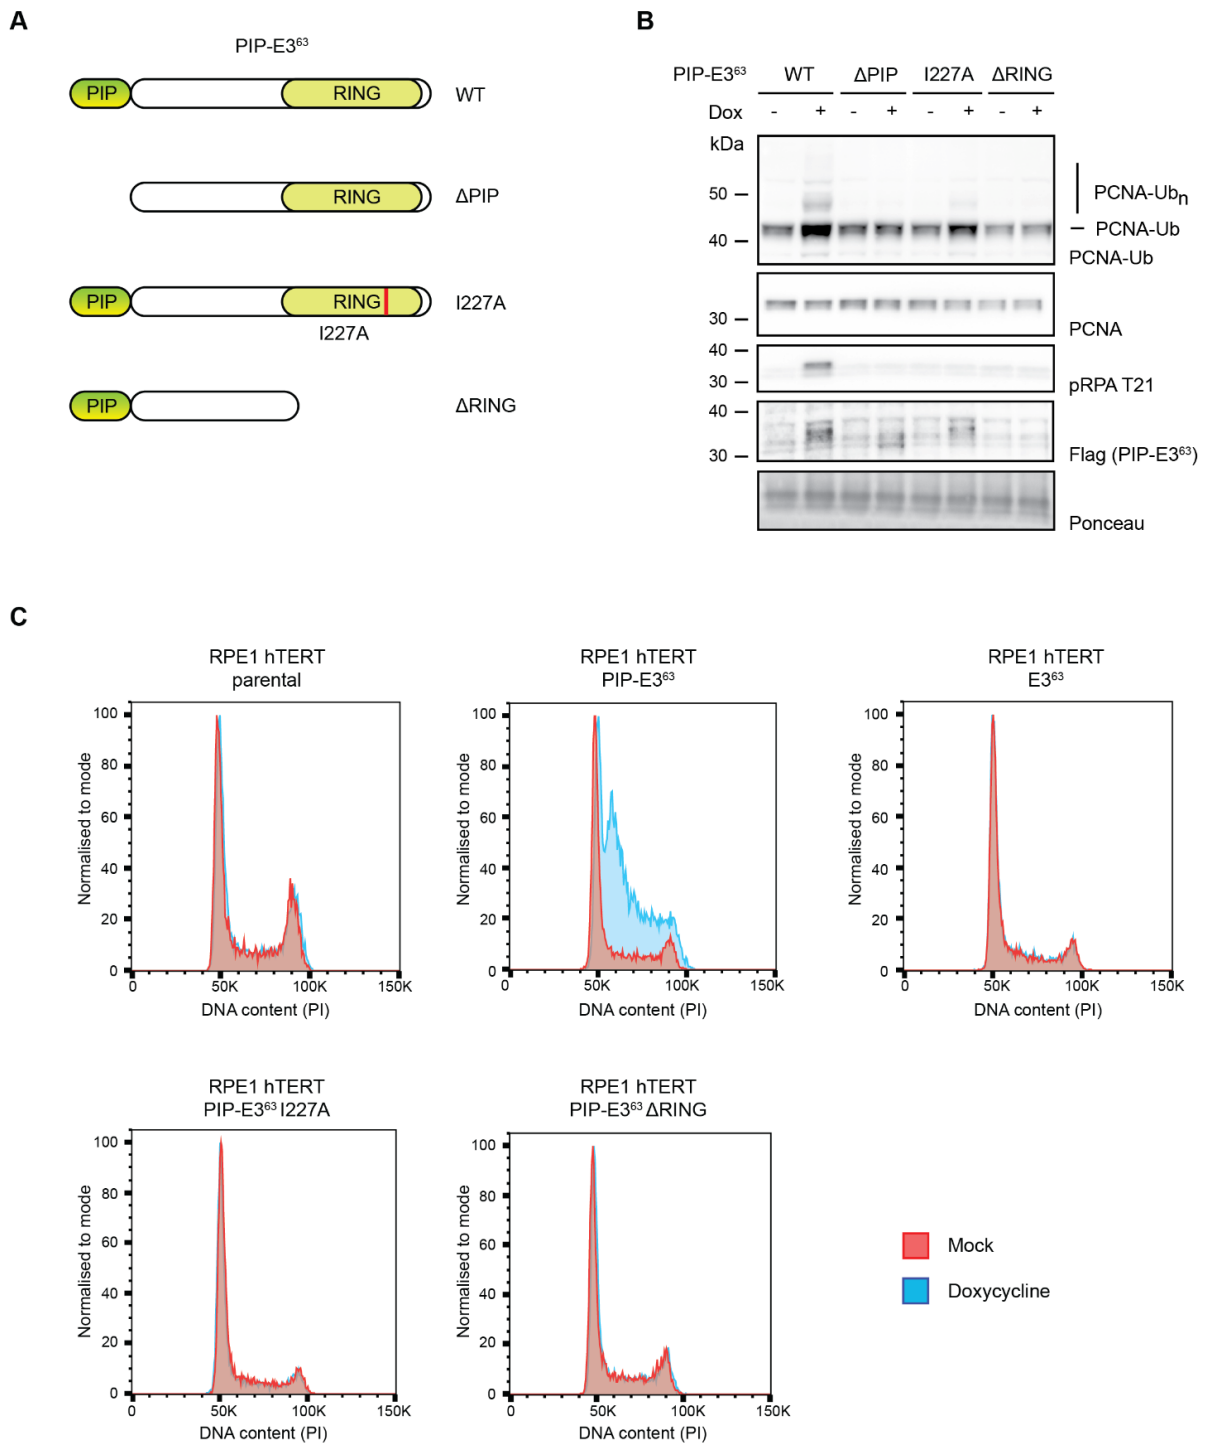 A
PIP-E3⁶³
PIP RING WT
RING ΔPIP
PIP RING I227A
I227A
PIP ΔRING
B
PIP-E3⁶³ WT ΔPIP I227A ΔRING
Dox - + - + - + - +
kDa
50
40
PCNA-Ubn
PCNA-Ub
PCNA-Ub
30
PCNA
40
30
pRPA T21
40
30
Flag (PIP-E3⁶³)
Ponceau
C
RPE1 hTERT
parental
Normalised to mode
100
80
60
40
20
0
0 50K 100K 150K
DNA content (PI)
RPE1 hTERT
PIP-E3⁶³
Normalised to mode
100
80
60
40
20
0
0 50K 100K 150K
DNA content (PI)
RPE1 hTERT
E3⁶³
Normalised to mode
100
80
60
40
20
0
0 50K 100K 150K
DNA content (PI)
RPE1 hTERT
PIP-E3⁶³ I227A
Normalised to mode
100
80
60
40
20
0
0 50K 100K 150K
DNA content (PI)
RPE1 hTERT
PIP-E3⁶³ ΔRING
Normalised to mode
100
80
60
40
20
0
0 50K 100K 150K
DNA content (PI)
Mock
Doxycycline